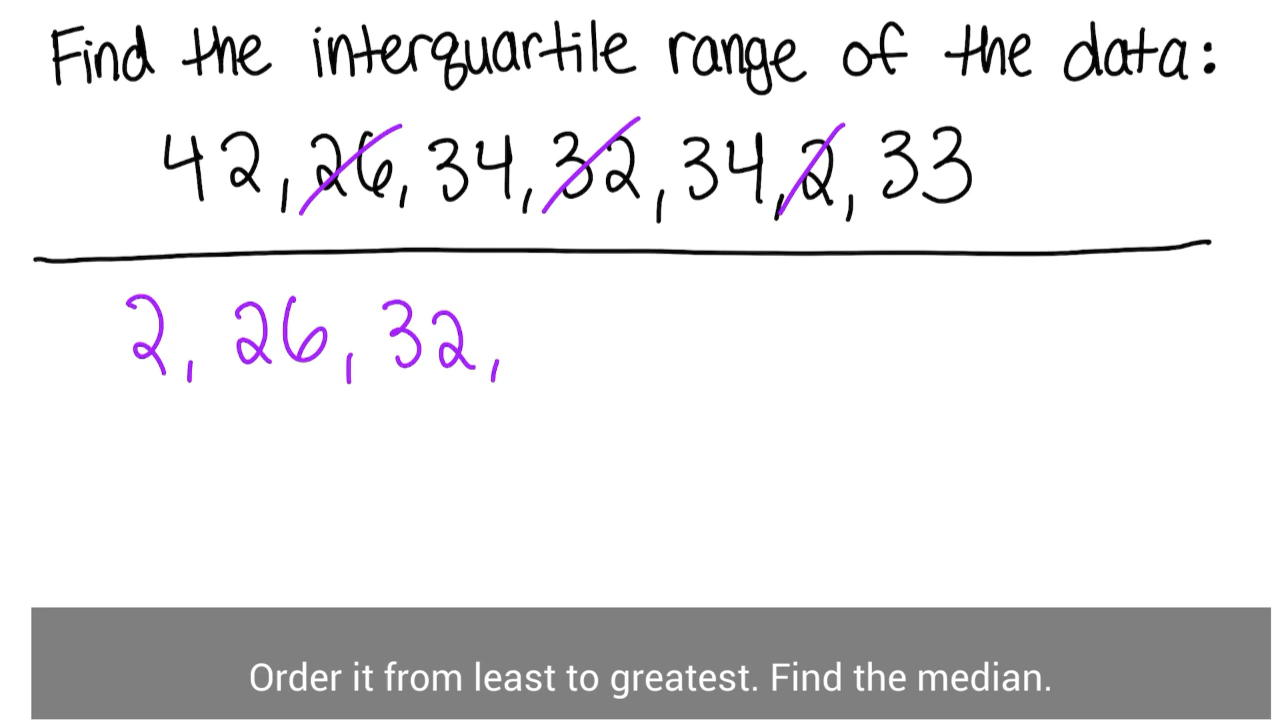 Find the interquartile range of the data:
42, 26, 34, 32, 34, 2, 33
2, 26, 32,
Order it from least to greatest. Find the median.